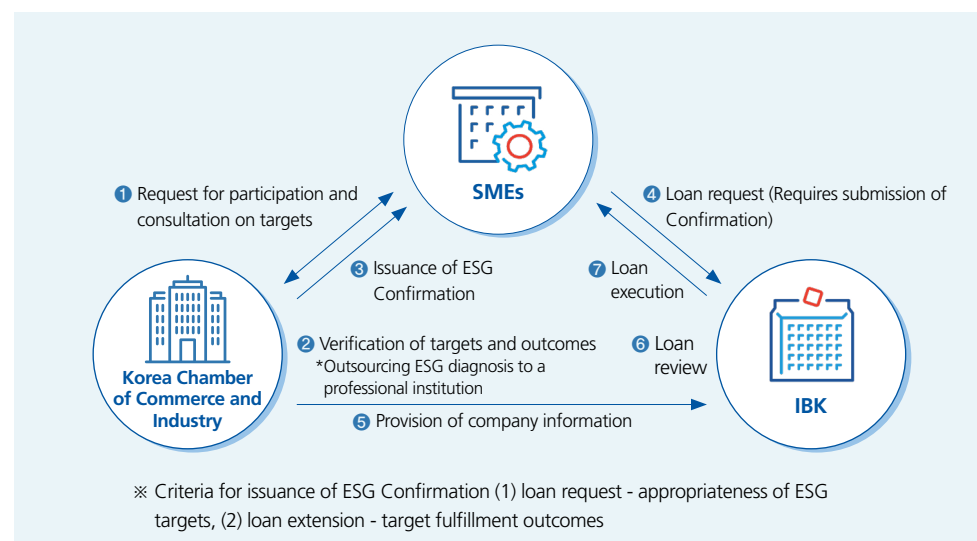 SMEs
❶ Request for participation and
consultation on targets
❹ Loan request (Requires submission of
Confirmation)
❸ Issuance of ESG
Confirmation
❼ Loan
execution
Korea Chamber
of Commerce and
Industry
❷ Verification of targets and outcomes
*Outsourcing ESG diagnosis to a
professional institution
❻ Loan
review
IBK
❺ Provision of company information
※ Criteria for issuance of ESG Confirmation (1) loan request - appropriateness of ESG
targets, (2) loan extension - target fulfillment outcomes